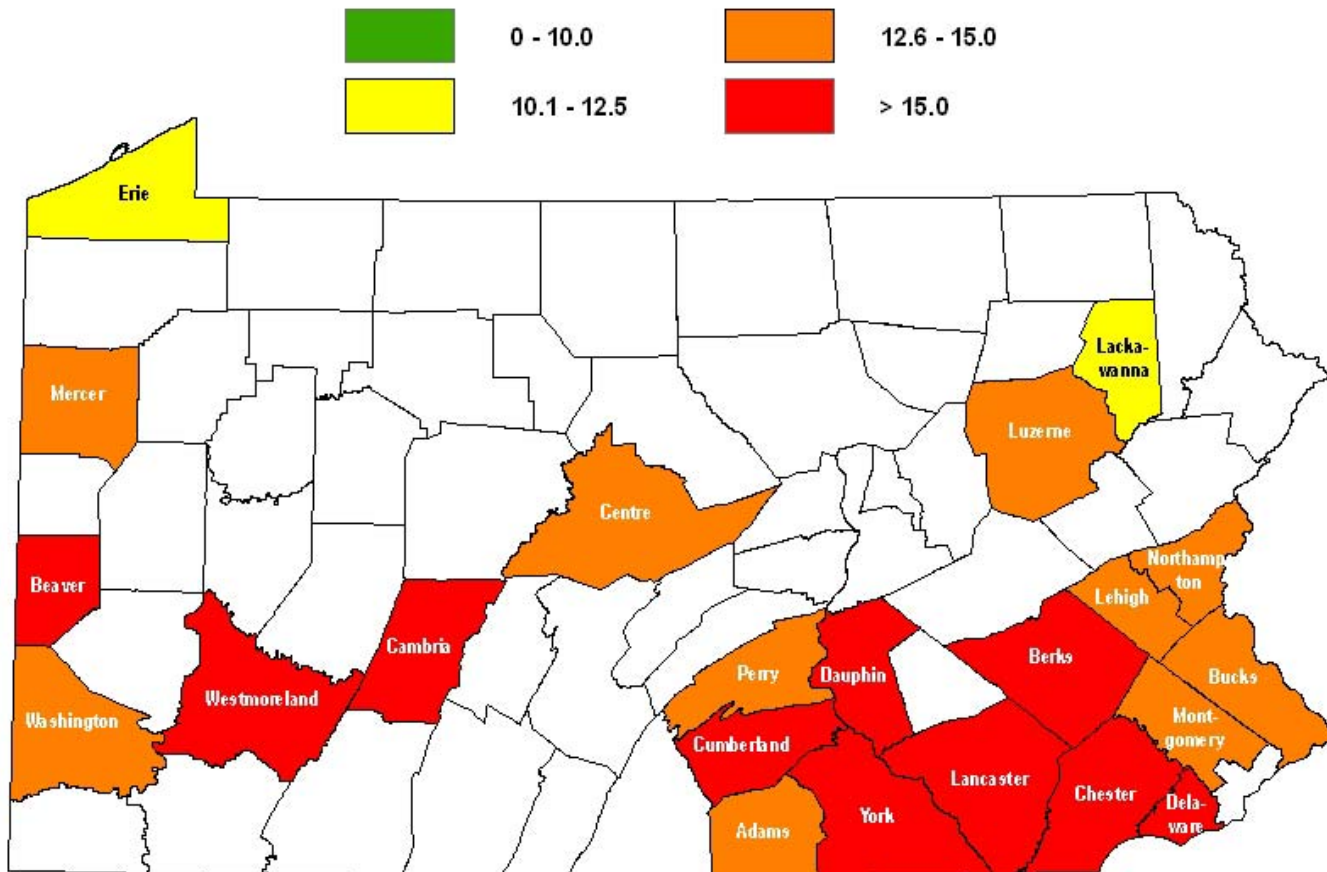 0 - 10.0
12.6 - 15.0
10.1 - 12.5
> 15.0
Erie
Lacka-
wanna
Mercer
Luzerne
Centre
Northamp
ton
Beaver
Lehigh
Cambria
Berks
Perry
Dauphin
Bucks
Westmoreland
Washington
Mont-
gomery
Cumberland
Lancaster
Chester
Dela-
ware
York
Adams